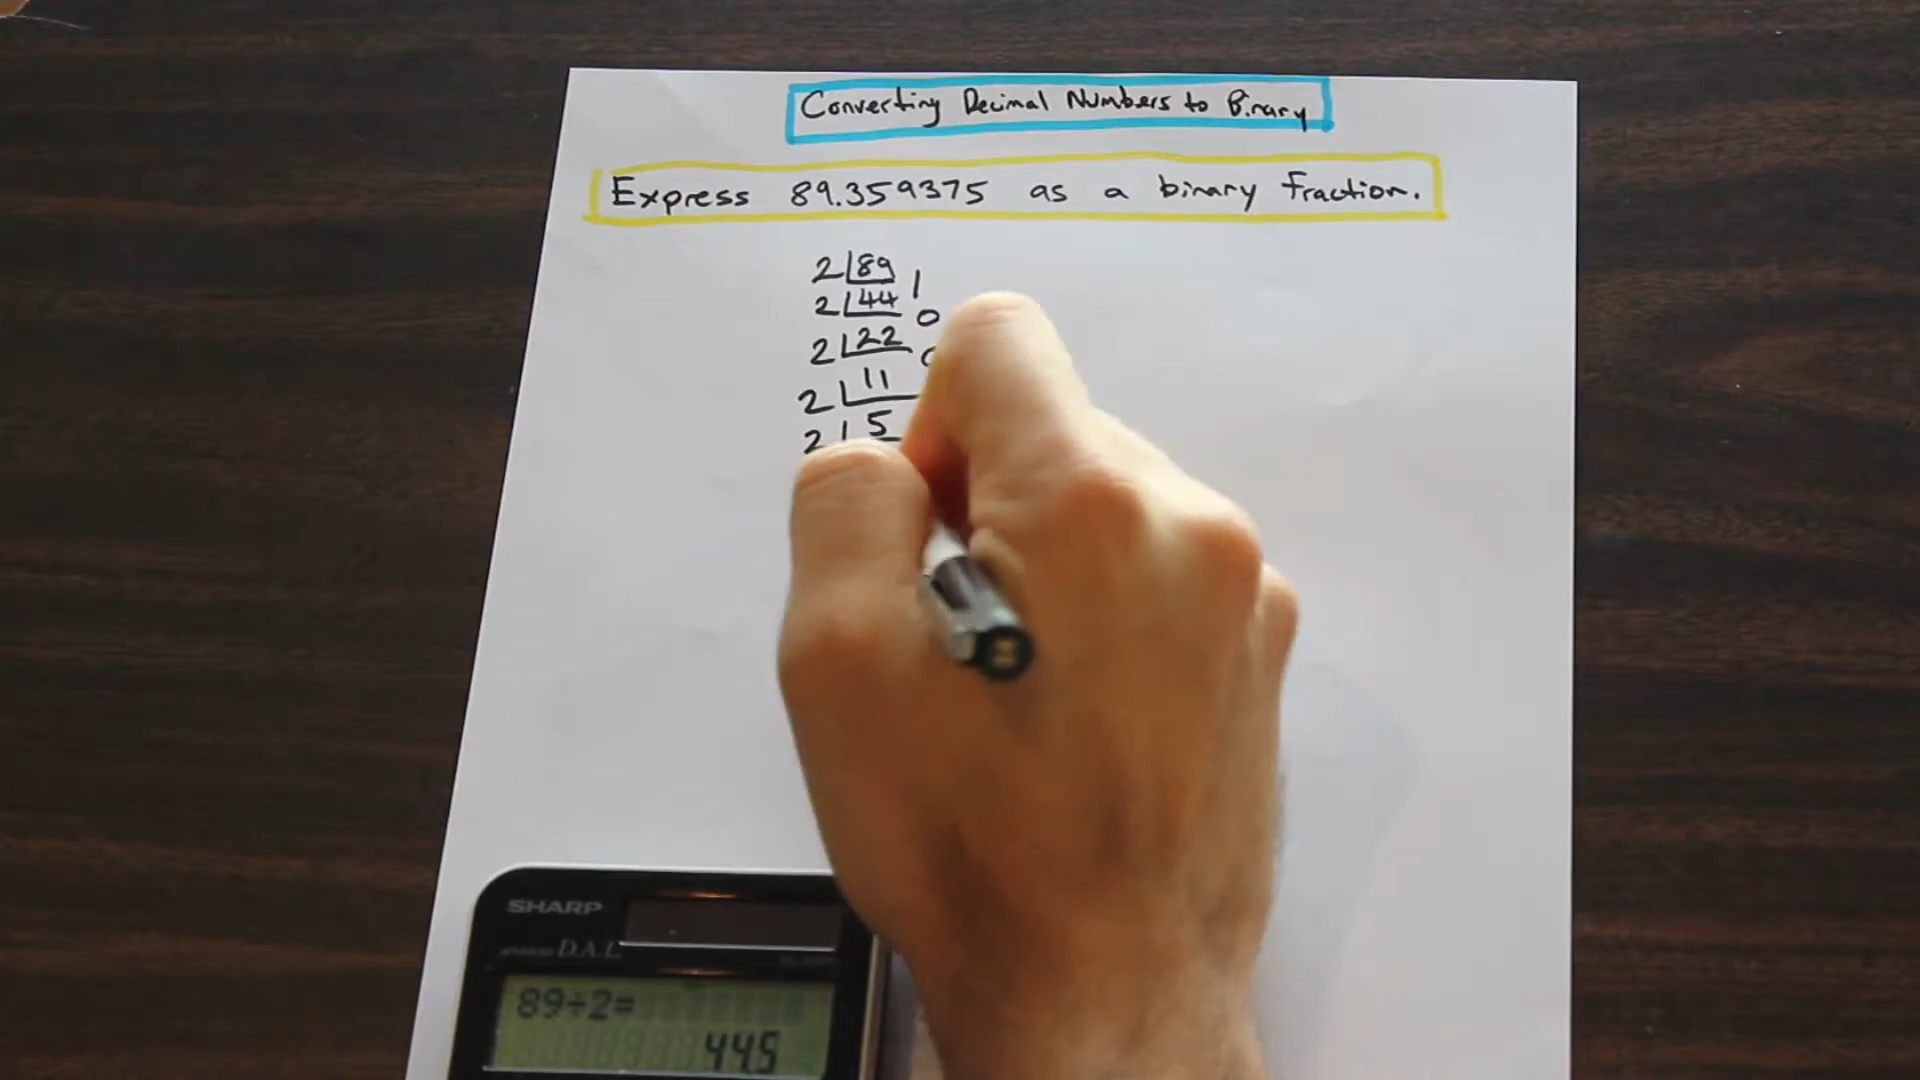 Converting Decimal Numbers to Binary
Express 89.359375 as a binary fraction.
2 89
2 44 1
2 22 0
2 11
2 5
SHARP
D.A.L.
89÷2=
44.5